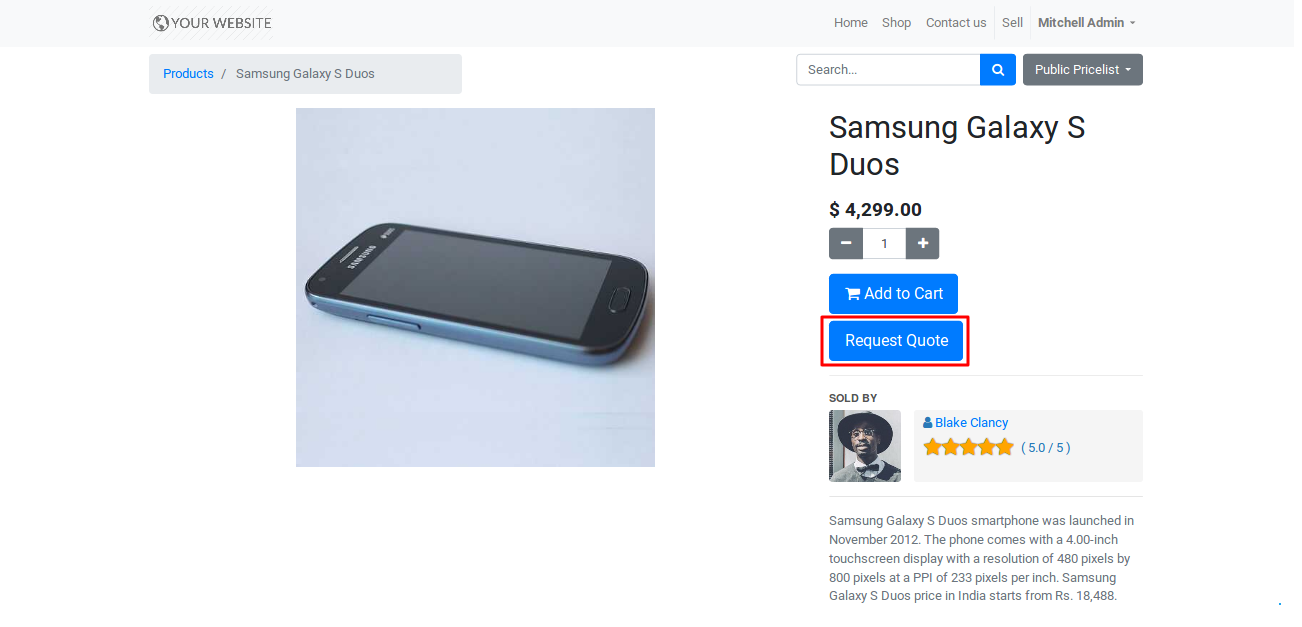 YOUR WEBSITE
Home Shop Contact us Sell Mitchell Admin
Products / Samsung Galaxy S Duos
Search...
Public Pricelist
Samsung Galaxy S
Duos
$ 4,299.00
1
Add to Cart
Request Quote
SOLD BY
Blake Clancy
( 5.0 / 5 )
SAMSUNG
Samsung Galaxy S Duos smartphone was launched in
November 2012. The phone comes with a 4.00-inch
touchscreen display with a resolution of 480 pixels by
800 pixels at a PPI of 233 pixels per inch. Samsung
Galaxy S Duos price in India starts from Rs. 18,488.